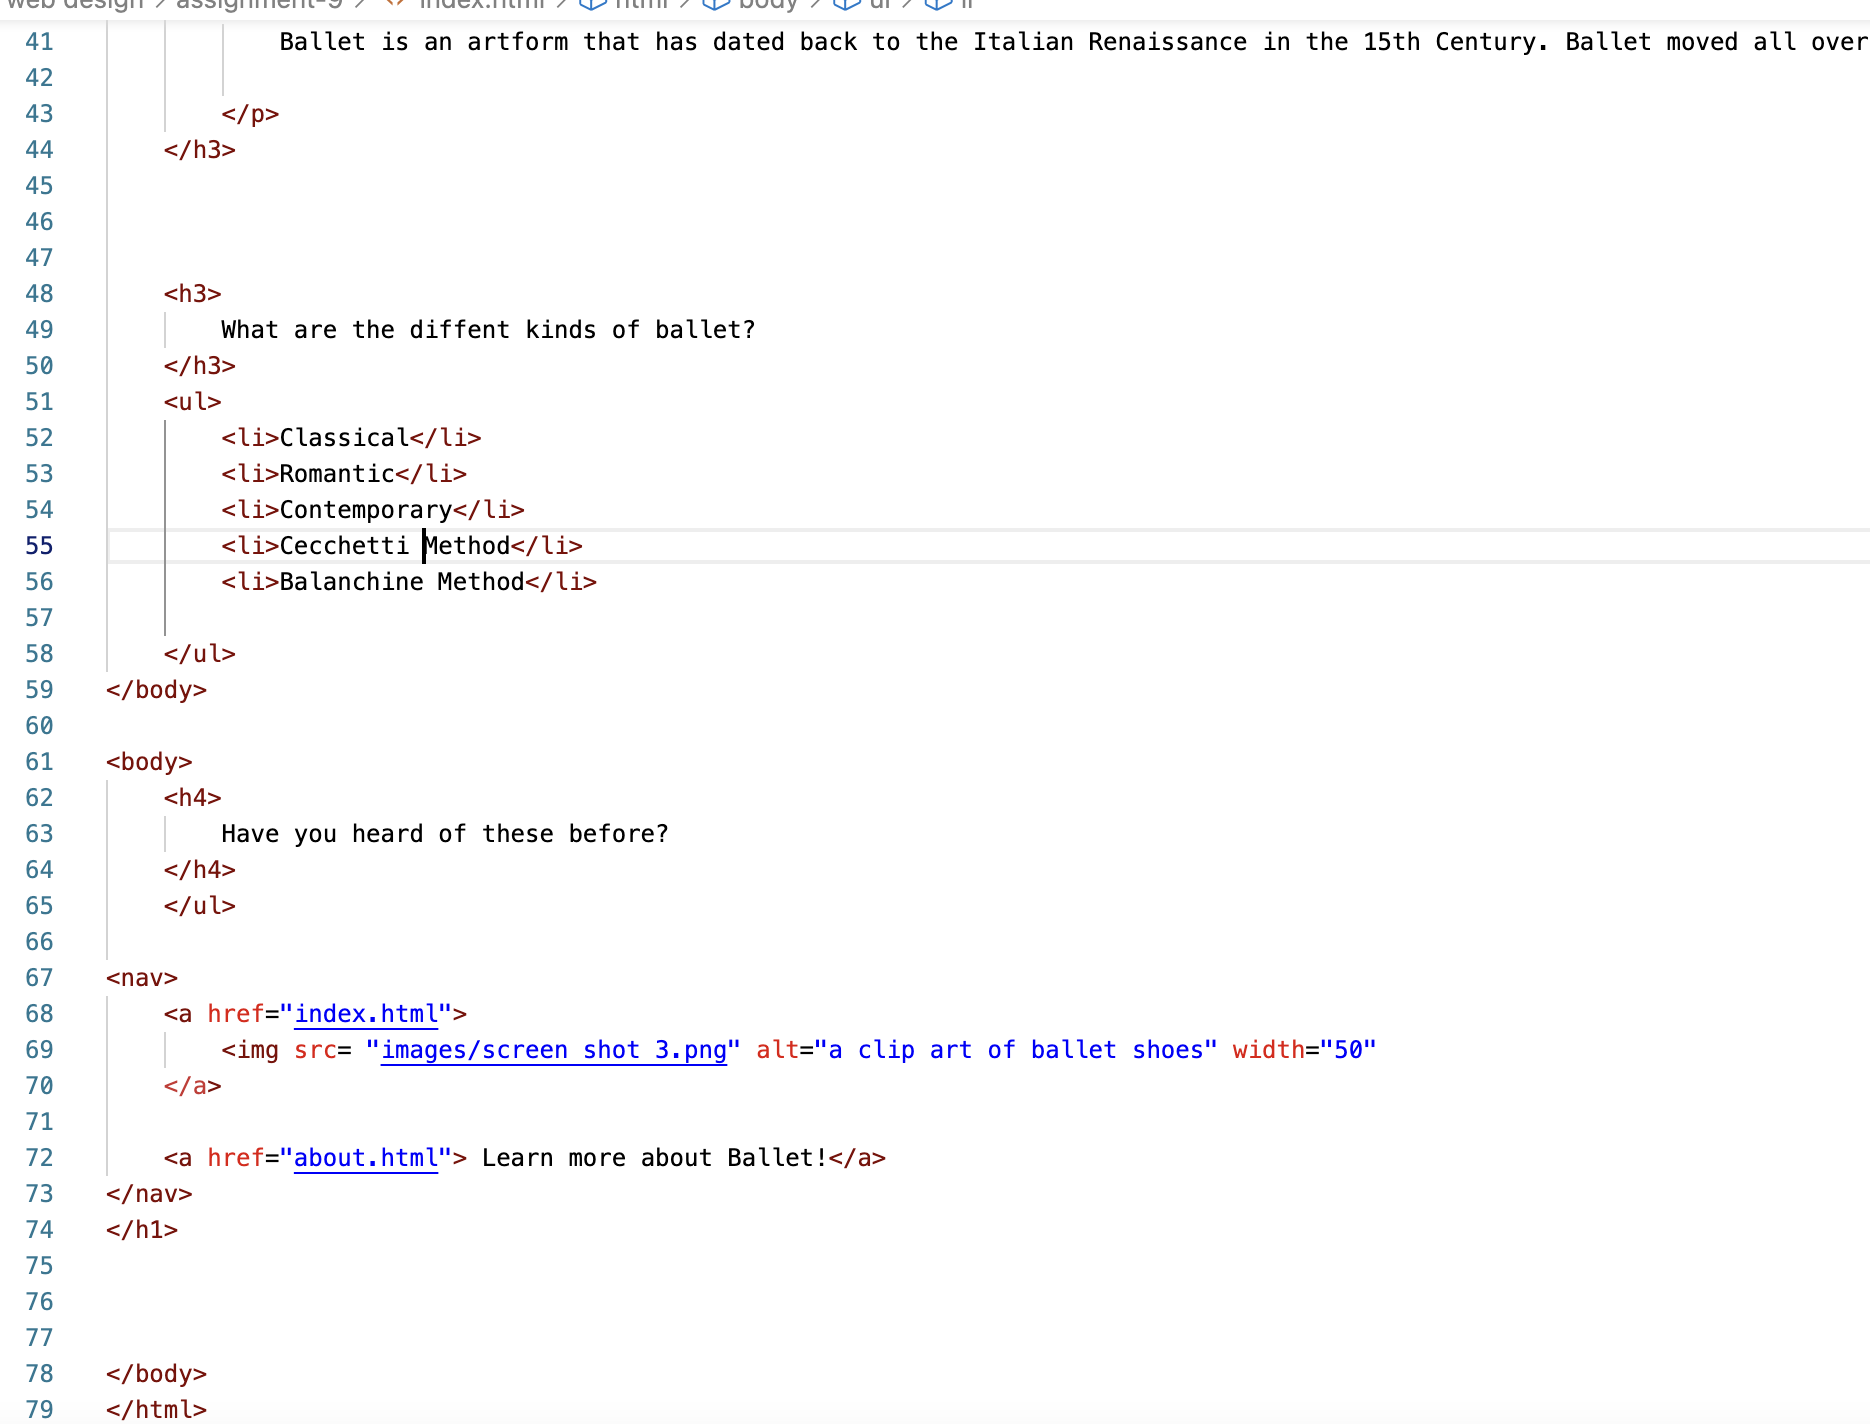 web design > assignment-9 > <> index.html > html > body > ul > li
41 Ballet is an artform that has dated back to the Italian Renaissance in the 15th Century. Ballet moved all over
42
43 </p>
44 </h3>
45
46
47
48 <h3>
49 What are the diffent kinds of ballet?
50 </h3>
51 <ul>
52 <li>Classical</li>
53 <li>Romantic</li>
54 <li>Contemporary</li>
55 <li>Cecchetti Method</li>
56 <li>Balanchine Method</li>
57
58 </ul>
59 </body>
60
61 <body>
62 <h4>
63 Have you heard of these before?
64 </h4>
65 </ul>
66
67 <nav>
68 <a href="index.html">
69 <img src= "images/screen shot 3.png" alt="a clip art of ballet shoes" width="50"
70 </a>
71
72 <a href="about.html"> Learn more about Ballet!</a>
73 </nav>
74 </h1>
75
76
77
78 </body>
79 </html>